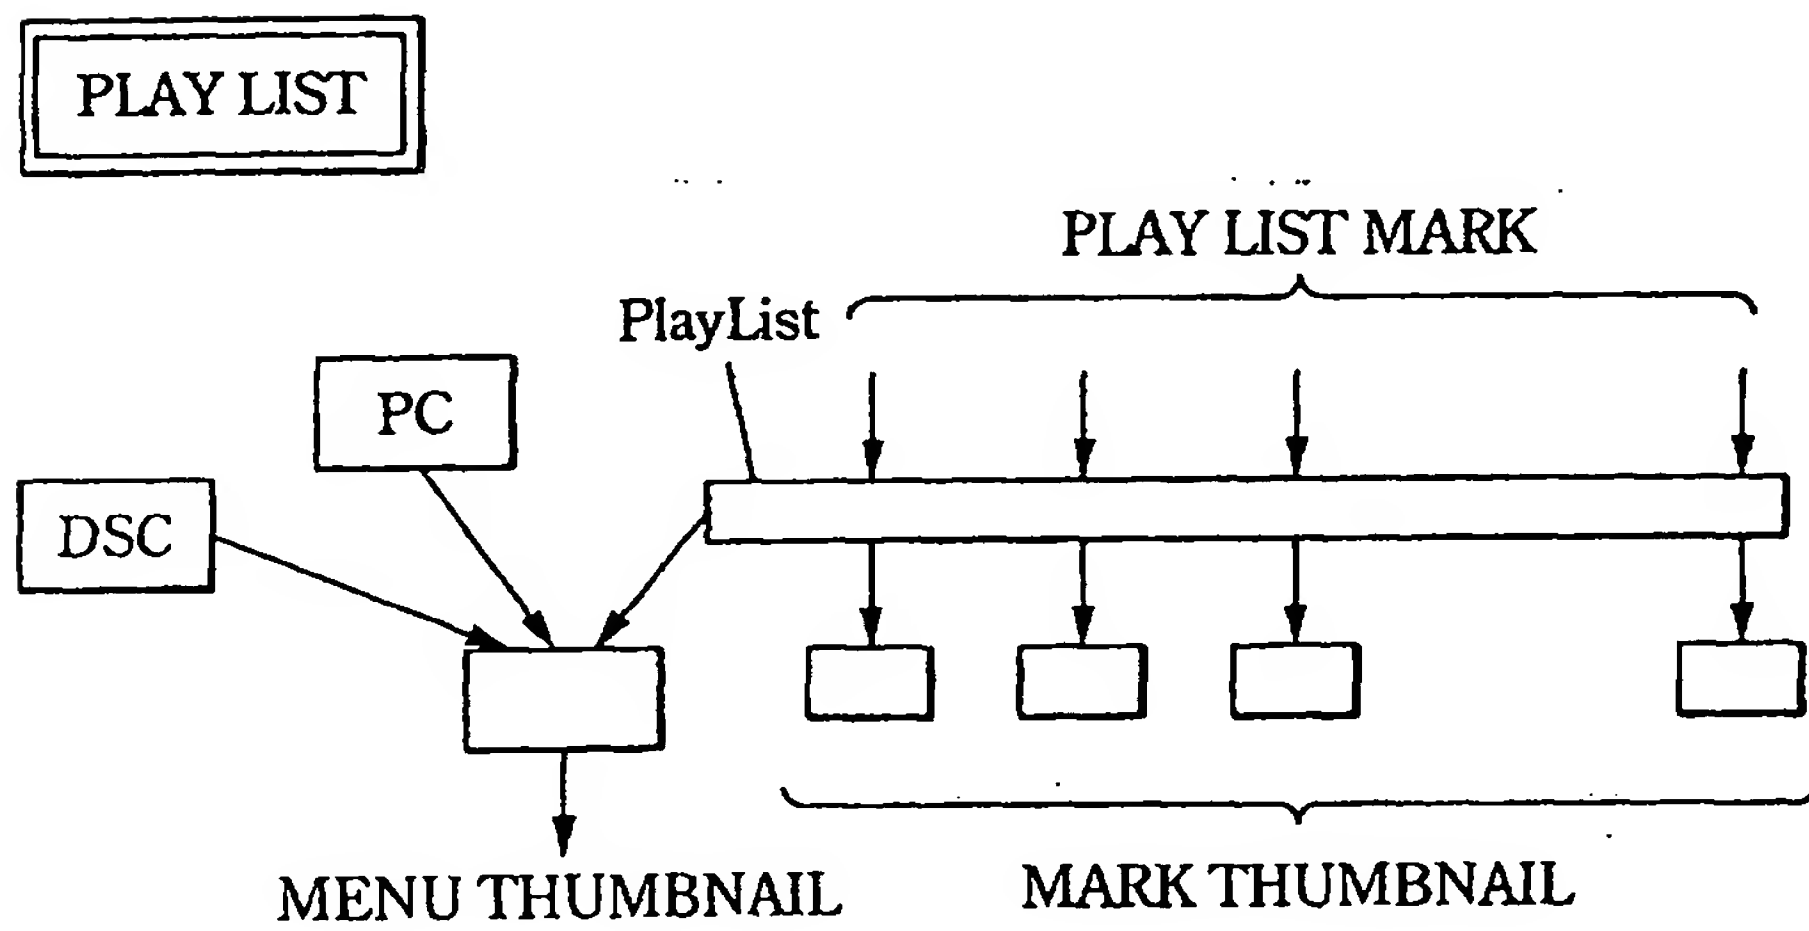 PLAY LIST
PLAY LIST MARK
PlayList
PC
DSC
MENU THUMBNAIL
MARK THUMBNAIL